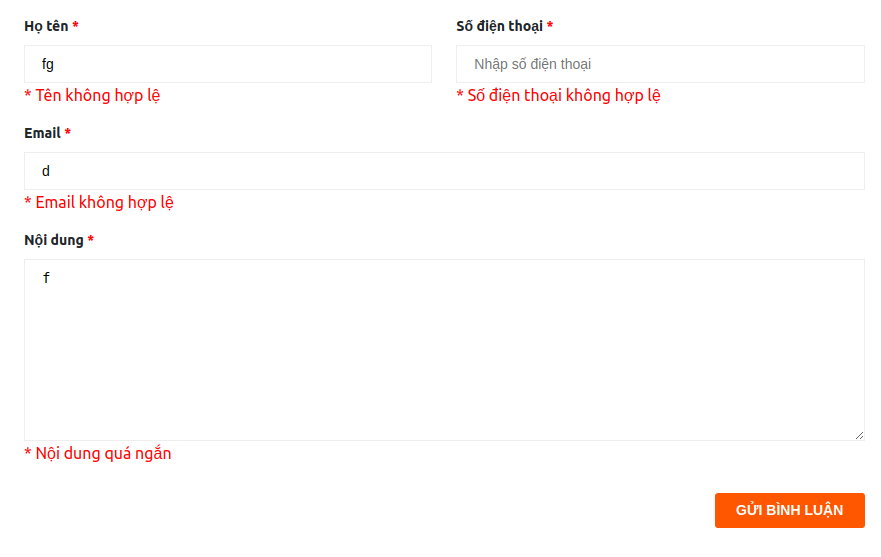 Họ tên *
Số điện thoại *
fg
Nhập số điện thoại
* Tên không hợp lệ
* Số điện thoại không hợp lệ
Email *
d
* Email không hợp lệ
Nội dung *
f
* Nội dung quá ngắn
GỬI BÌNH LUẬN